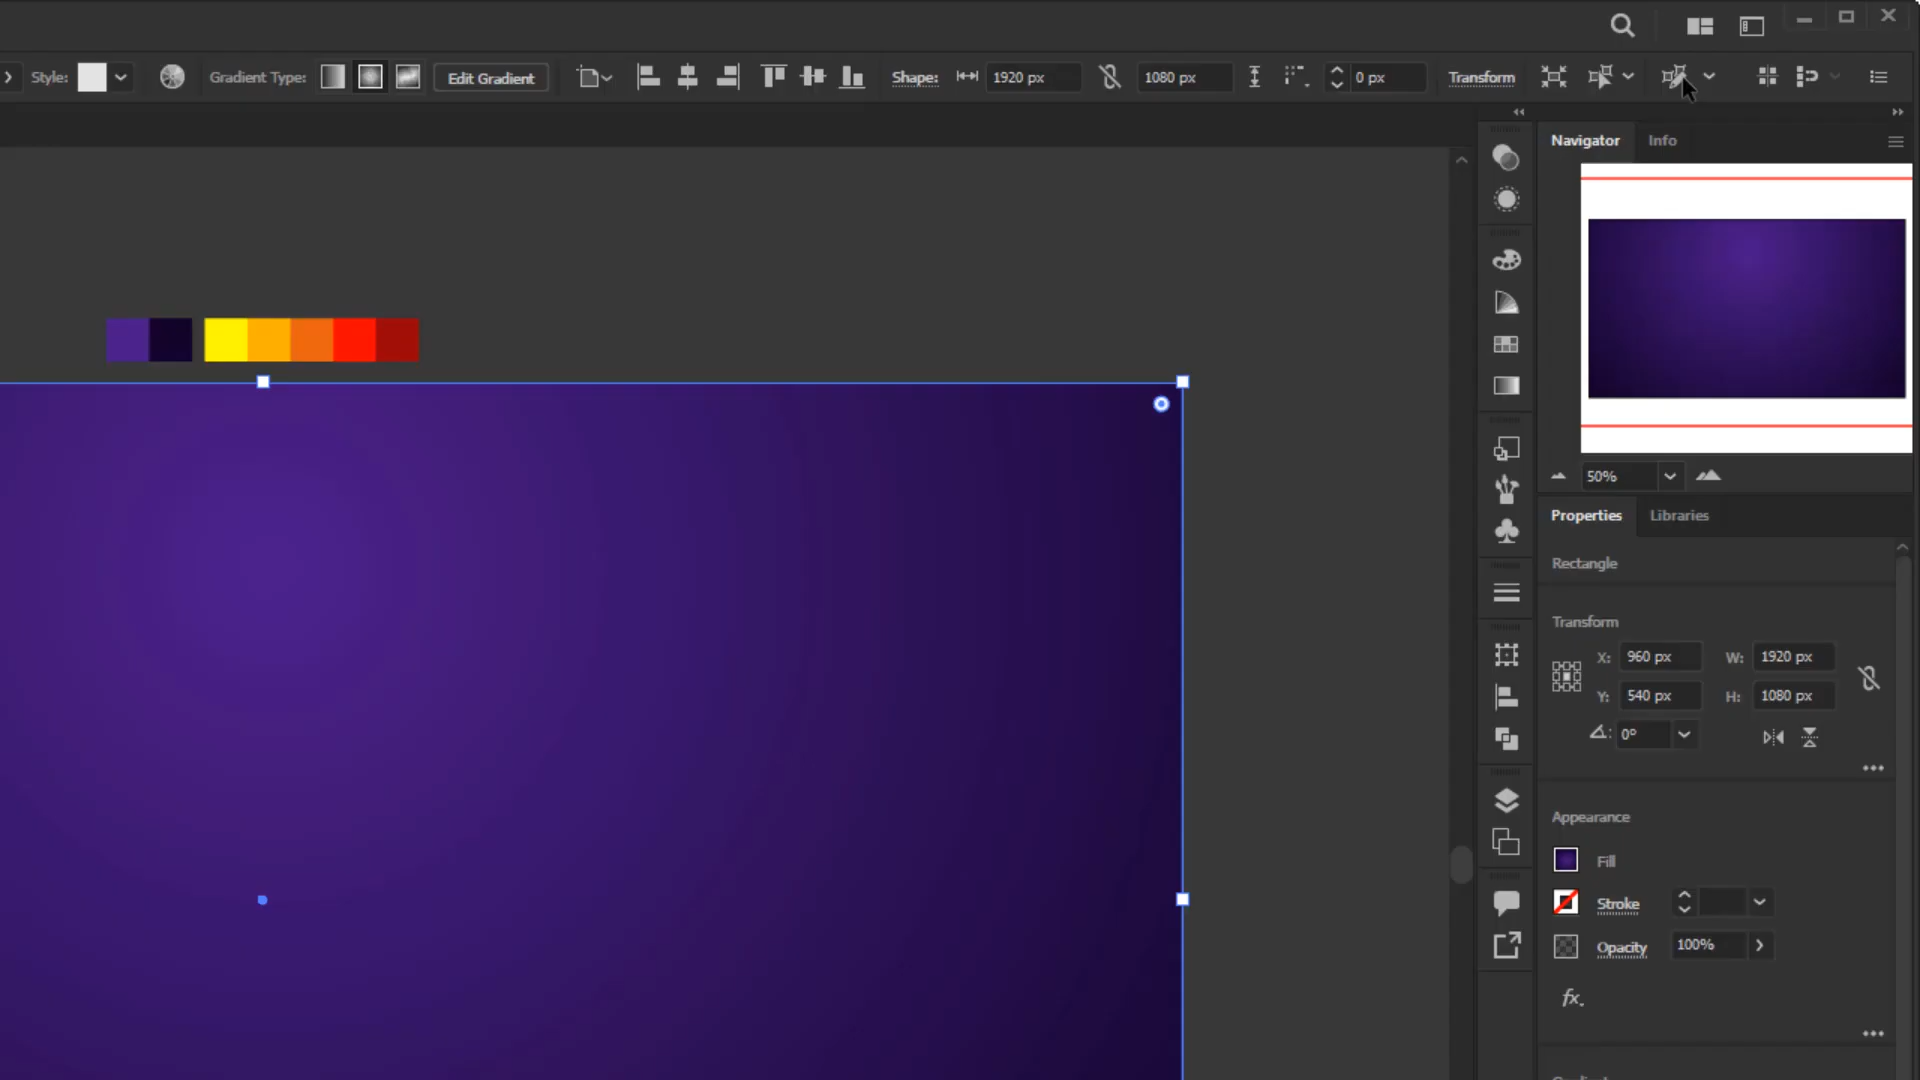 Style: Gradient Type: Edit Gradient Shape: 1920 px 1080 px 0 px Transform
Navigator Info
50%
Properties Libraries
Rectangle
Transform
X: 960 px W: 1920 px
Y: 540 px H: 1080 px
0°
Appearance
Fill
Stroke
Opacity 100%
fx.